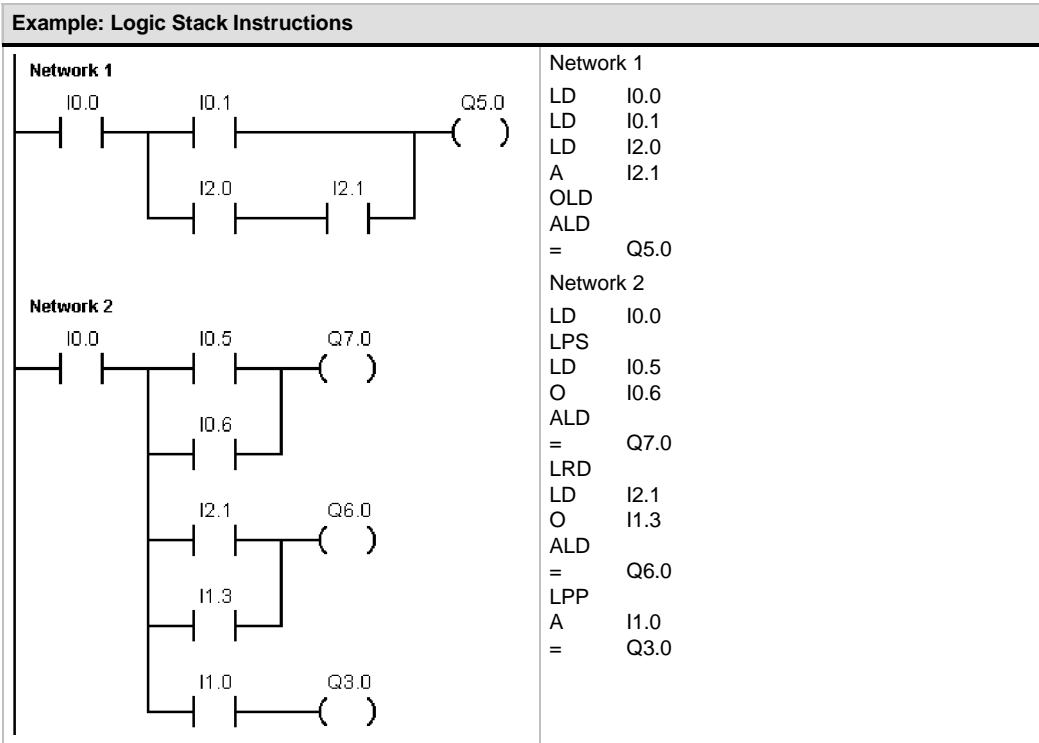 Example: Logic Stack Instructions
Network 1
I0.0 I0.1 Q5.0
I2.0 I2.1
Network 2
I0.0 I0.5 Q7.0
I0.6
I2.1 Q6.0
I1.3
I1.0 Q3.0
Network 1
LD I0.0
LD I0.1
LD I2.0
A I2.1
OLD
ALD
= Q5.0
Network 2
LD I0.0
LPS
LD I0.5
O I0.6
ALD
= Q7.0
LRD
LD I2.1
O I1.3
ALD
= Q6.0
LPP
A I1.0
= Q3.0